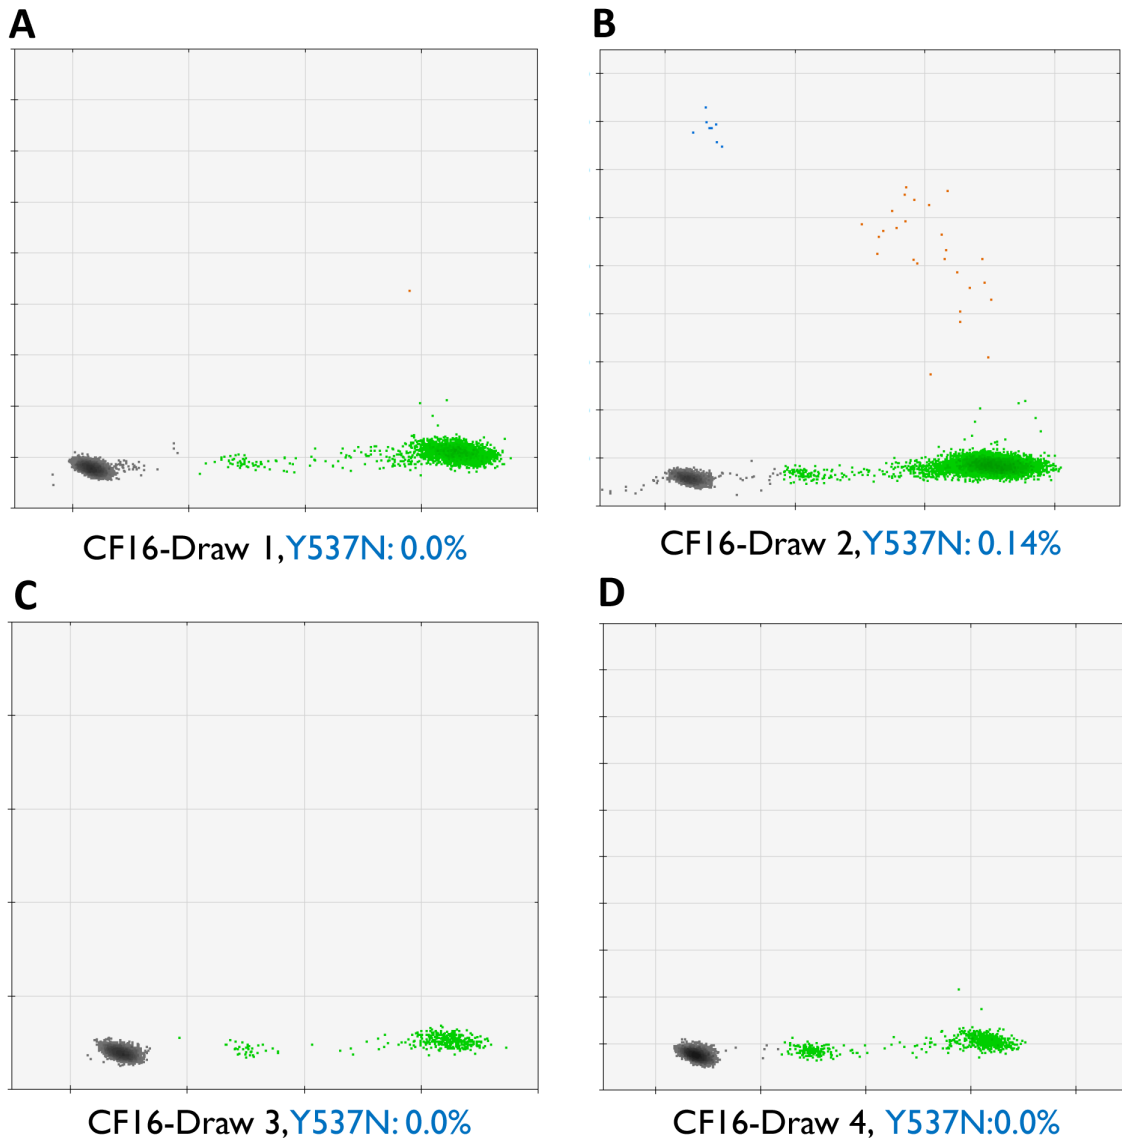 A
B
CF16-Draw 1,Y537N: 0.0%
CF16-Draw 2,Y537N: 0.14%
C
D
CF16-Draw 3,Y537N: 0.0%
CF16-Draw 4, Y537N:0.0%